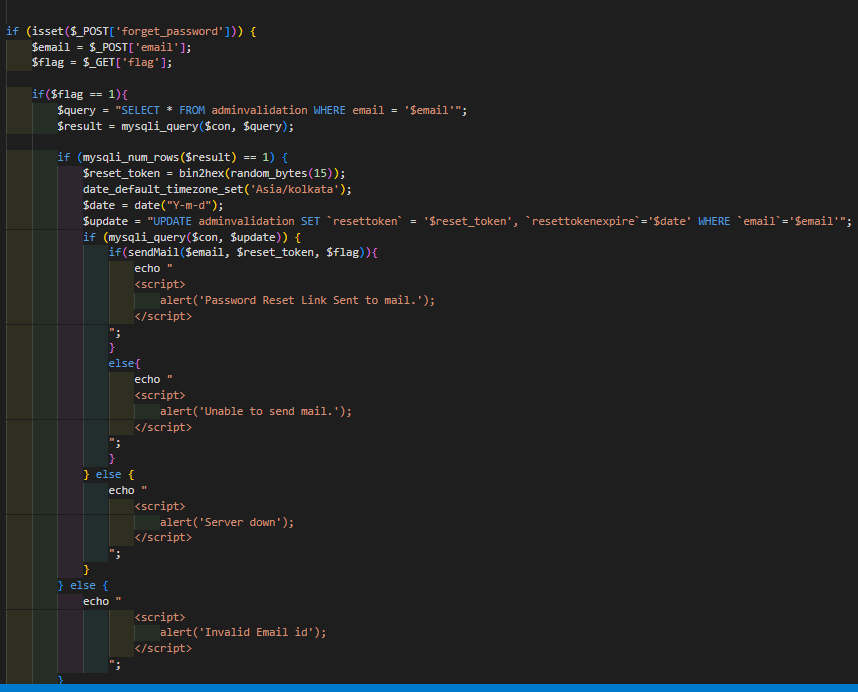 if (isset($_POST['forget_password'])) {
$email = $_POST['email'];
$flag = $_GET['flag'];
if($flag == 1){
$query = "SELECT * FROM adminvalidation WHERE email = '$email'";
$result = mysqli_query($con, $query);
if (mysqli_num_rows($result) == 1) {
$reset_token = bin2hex(random_bytes(15));
date_default_timezone_set('Asia/kolkata');
$date = date("Y-m-d");
$update = "UPDATE adminvalidation SET `resettoken` = '$reset_token', `resettokenexpire`='$date' WHERE `email`='$email'";
if (mysqli_query($con, $update)) {
if(sendMail($email, $reset_token, $flag)){
echo "
<script>
alert('Password Reset Link Sent to mail.');
</script>
";
}
else{
echo "
<script>
alert('Unable to send mail.');
</script>
";
}
} else {
echo "
<script>
alert('Server down');
</script>
";
}
} else {
echo "
<script>
alert('Invalid Email id');
</script>
";
}